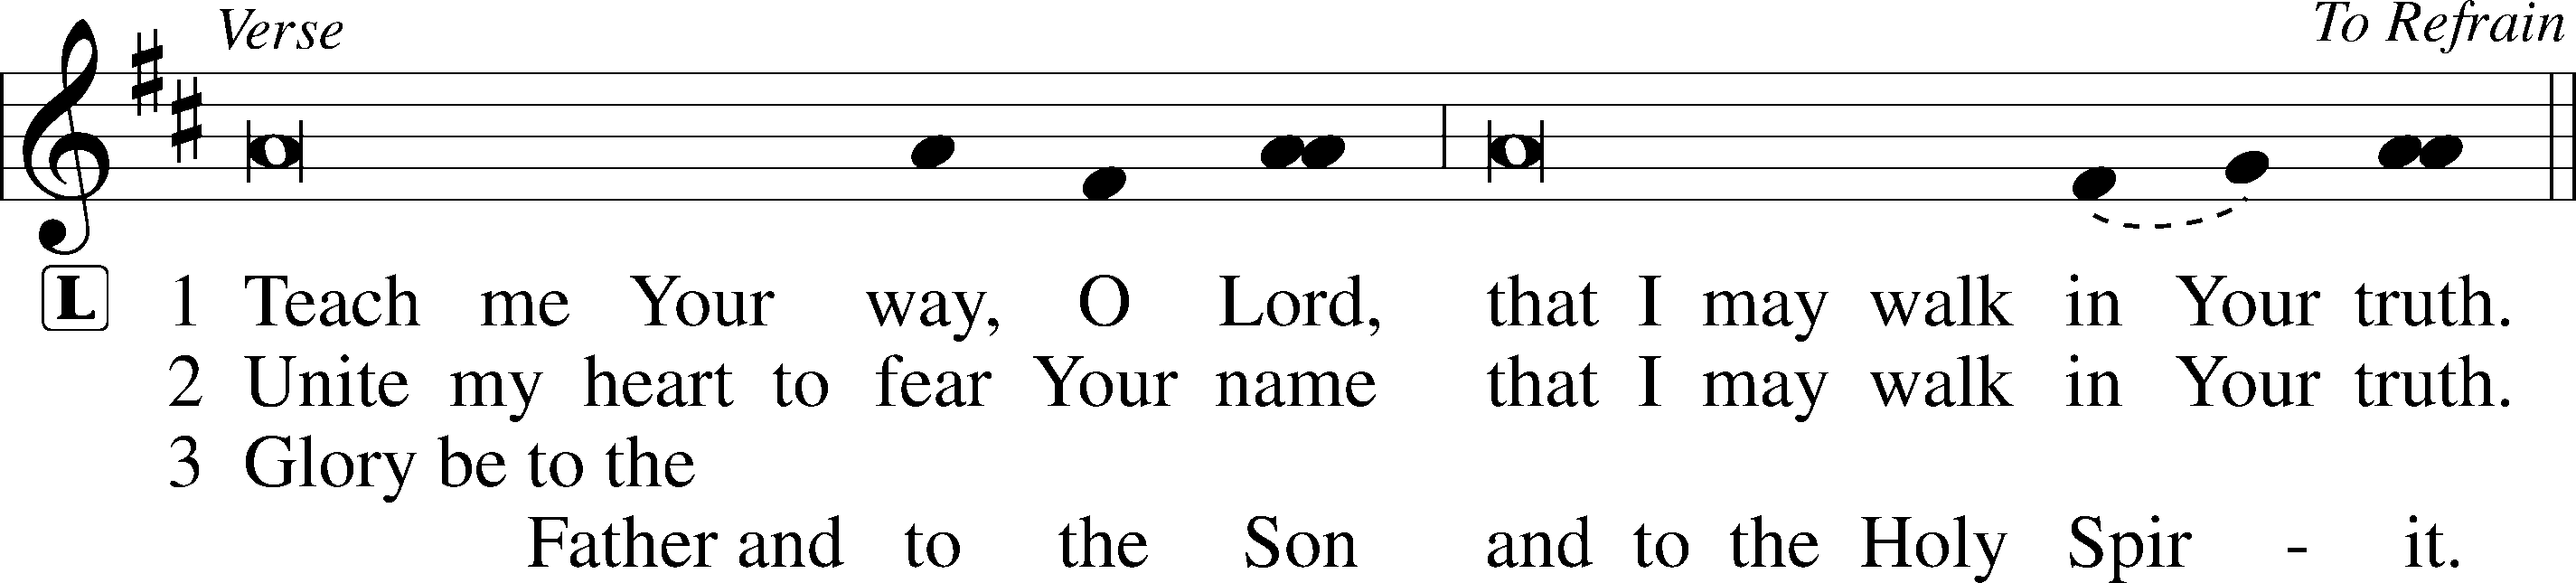 Verse To Refrain
L 1 Teach me Your way, O Lord, that I may walk in Your truth.
2 Unite my heart to fear Your name that I may walk in Your truth.
3 Glory be to the
Father and to the Son and to the Holy Spir - it.